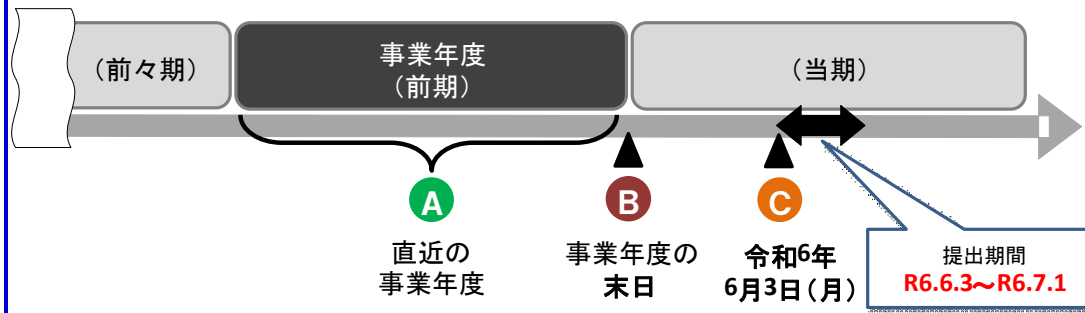 (前々期)
事業年度
(前期)
(当期)
A
B
C
直近の
事業年度
事業年度の
末日
令和6年
6月3日(月)
提出期間
R6.6.3～R6.7.1